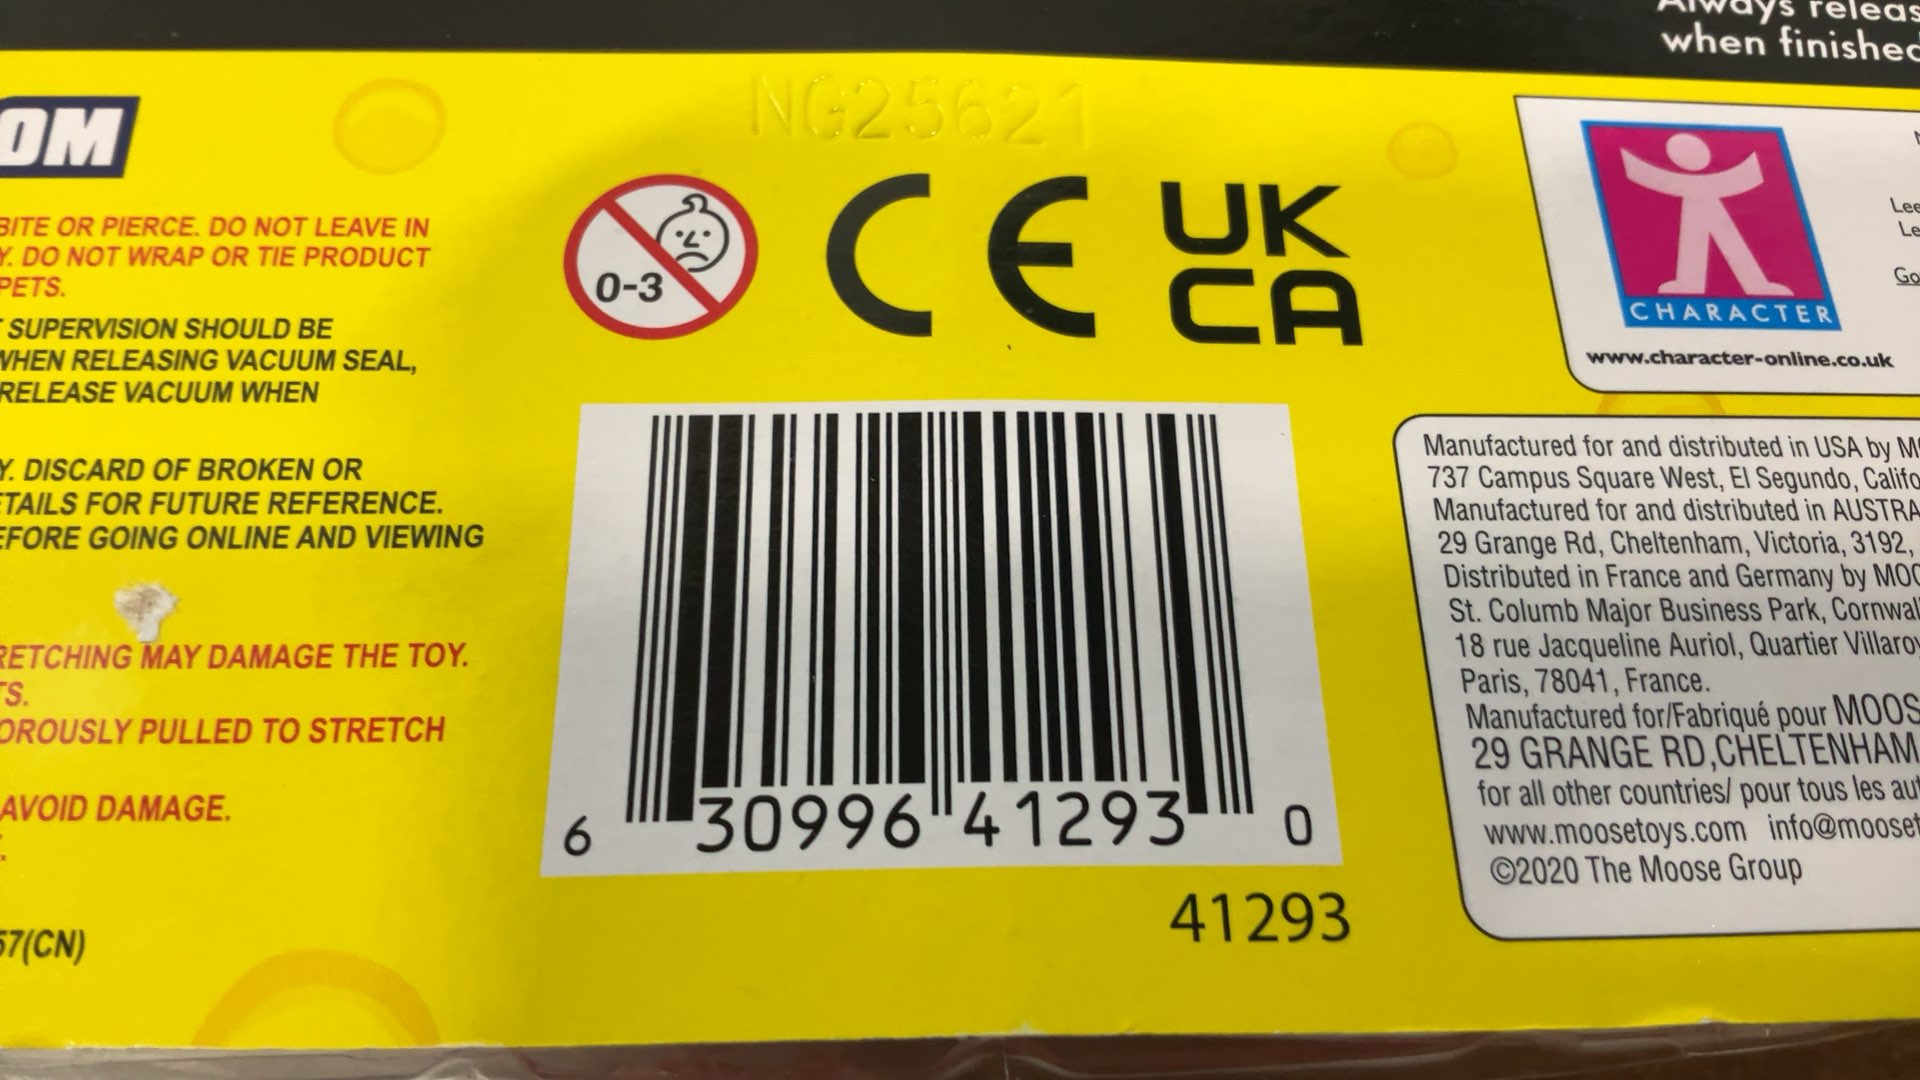 when finished
NG25621
OM
BITE OR PIERCE. DO NOT LEAVE IN
Y. DO NOT WRAP OR TIE PRODUCT
PETS.
SUPERVISION SHOULD BE
WHEN RELEASING VACUUM SEAL,
RELEASE VACUUM WHEN
Y. DISCARD OF BROKEN OR
ETAILS FOR FUTURE REFERENCE.
EFORE GOING ONLINE AND VIEWING
RETCHING MAY DAMAGE THE TOY.
TS.
OROUSLY PULLED TO STRETCH
AVOID DAMAGE.
57(CN)
0-3
CE
UK
CA
6 30996 41293 0
41293
CHARACTER
www.character-online.co.uk
Manufactured for and distributed in USA by MO
737 Campus Square West, El Segundo, Califo
Manufactured for and distributed in AUSTRA
29 Grange Rd, Cheltenham, Victoria, 3192,
Distributed in France and Germany by MOO
St. Columb Major Business Park, Cornwal
18 rue Jacqueline Auriol, Quartier Villaroy
Paris, 78041, France.
Manufactured for/Fabriqué pour MOOS
29 GRANGE RD,CHELTENHAM
for all other countries/ pour tous les aut
www.moosetoys.com info@mooset
©2020 The Moose Group